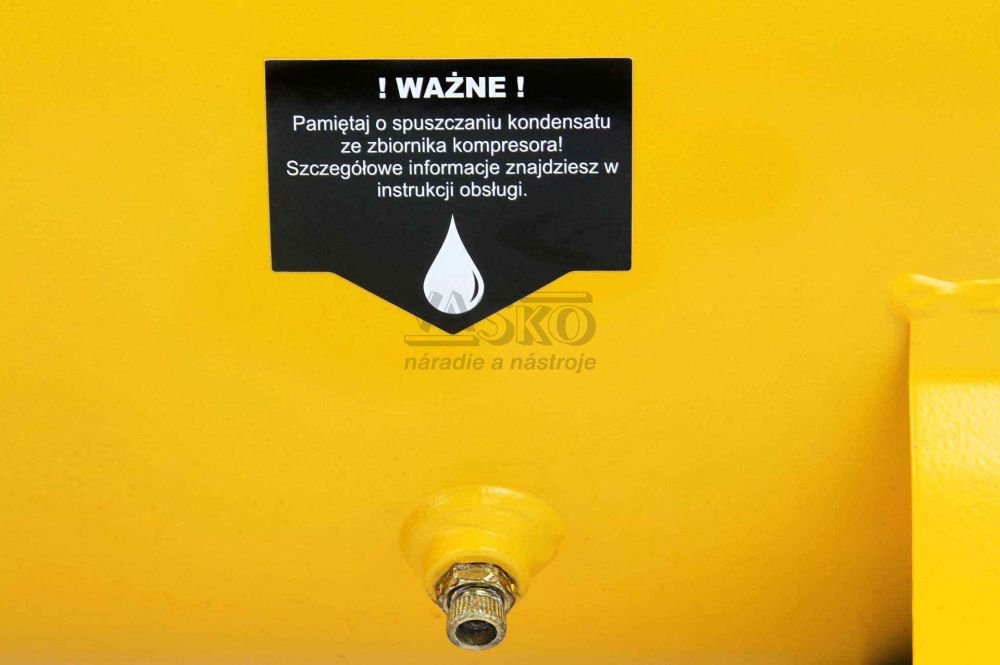 ! WAŻNE !
Pamiętaj o spuszczaniu kondensatu
ze zbiornika kompresora!
Szczegółowe informacje znajdziesz w
instrukcji obsługi.
VASKO
náradie a nástroje